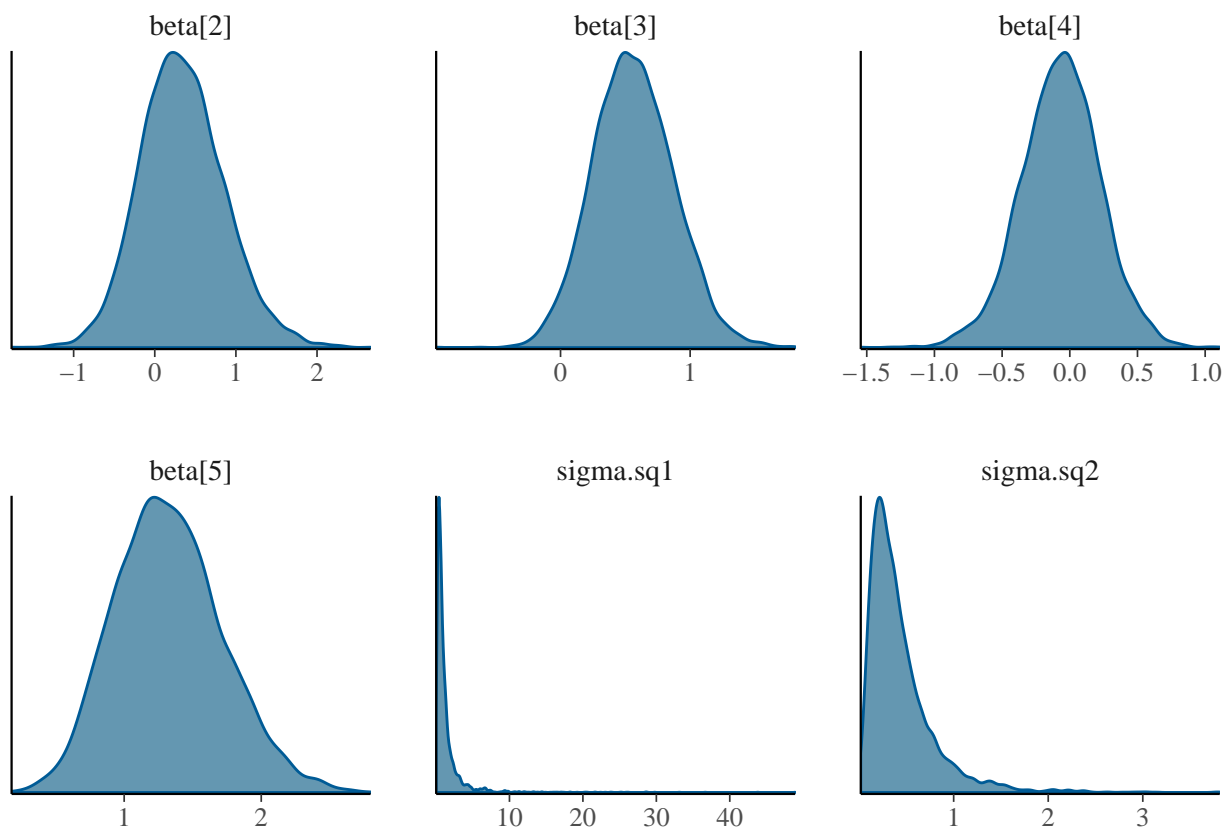 beta[2] beta[3] beta[4]
−1 0 1 2 0 1 −1.5 −1.0 −0.5 0.0 0.5 1.0
beta[5] sigma.sq1 sigma.sq2
1 2 10 20 30 40 1 2 3